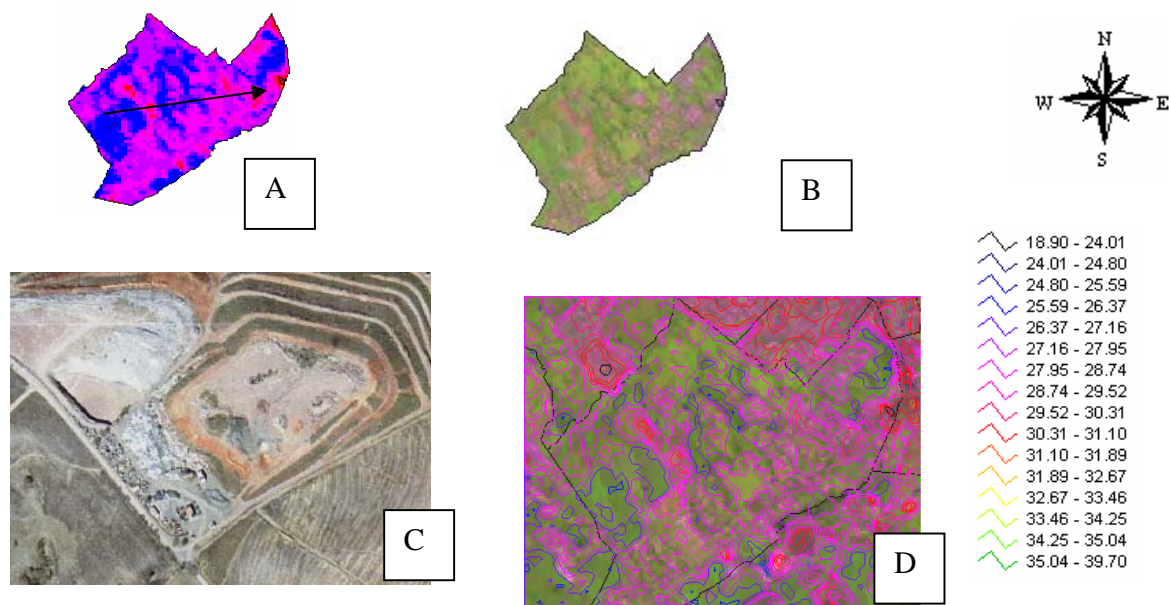 A
B
N
W E
S
18.90 - 24.01
24.01 - 24.80
24.80 - 25.59
25.59 - 26.37
26.37 - 27.16
27.16 - 27.95
27.95 - 28.74
28.74 - 29.52
29.52 - 30.31
30.31 - 31.10
31.10 - 31.89
31.89 - 32.67
32.67 - 33.46
33.46 - 34.25
34.25 - 35.04
35.04 - 39.70
C
D